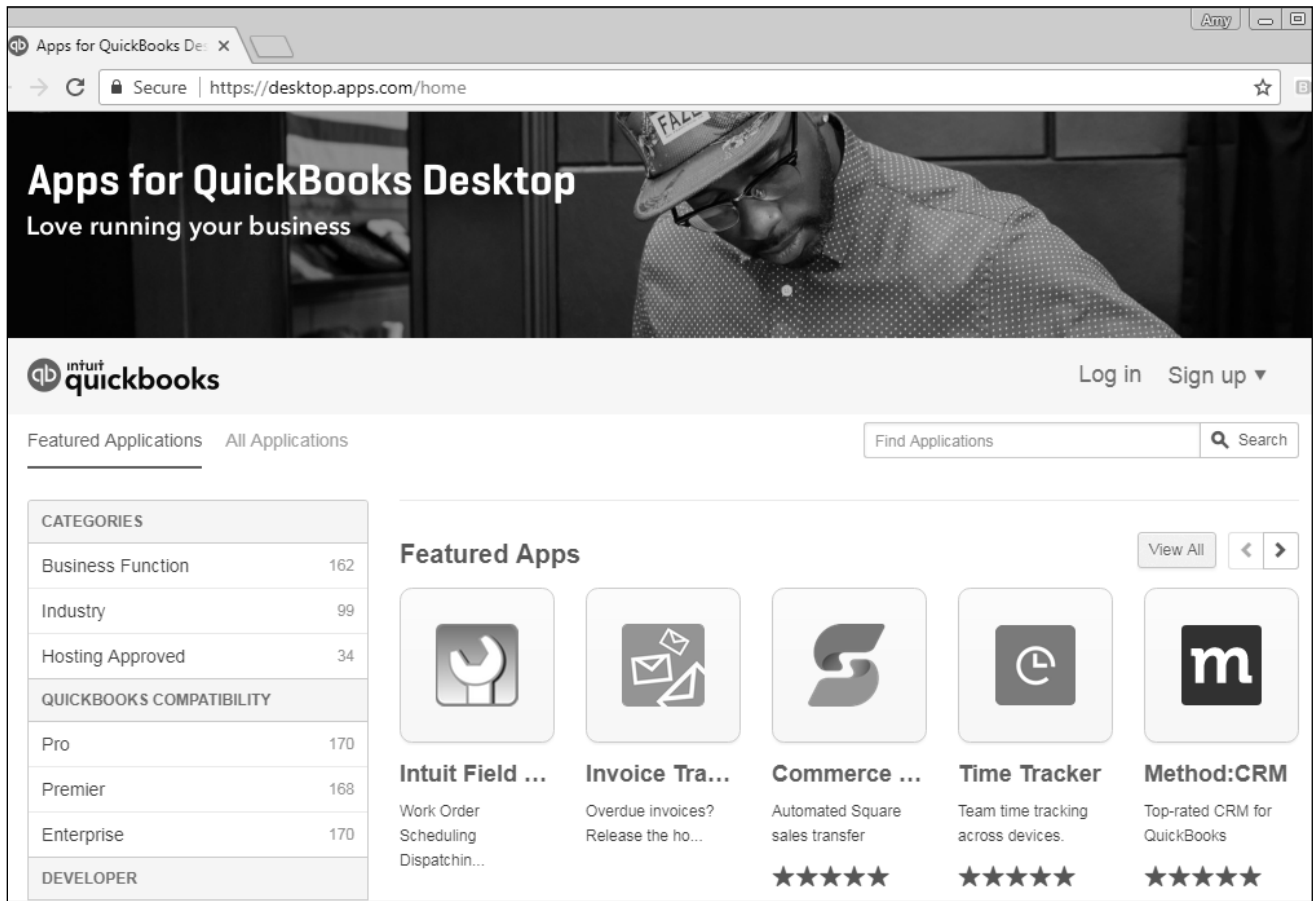 Amy
Apps for QuickBooks De
Secure | https://desktop.apps.com/home
FAZE
Apps for QuickBooks Desktop
Love running your business
intuit
quickbooks
Log in Sign up ▼
Featured Applications All Applications
Find Applications
Search
CATEGORIES
Business Function 162
Industry 99
Hosting Approved 34
QUICKBOOKS COMPATIBILITY
Pro 170
Premier 168
Enterprise 170
DEVELOPER
Featured Apps
View All
Intuit Field ...
Work Order
Scheduling
Dispatchin...
Invoice Tra...
Overdue invoices?
Release the ho...
Commerce ...
Automated Square
sales transfer
★★★★★
Time Tracker
Team time tracking
across devices.
★★★★★
m
Method:CRM
Top-rated CRM for
QuickBooks
★★★★★